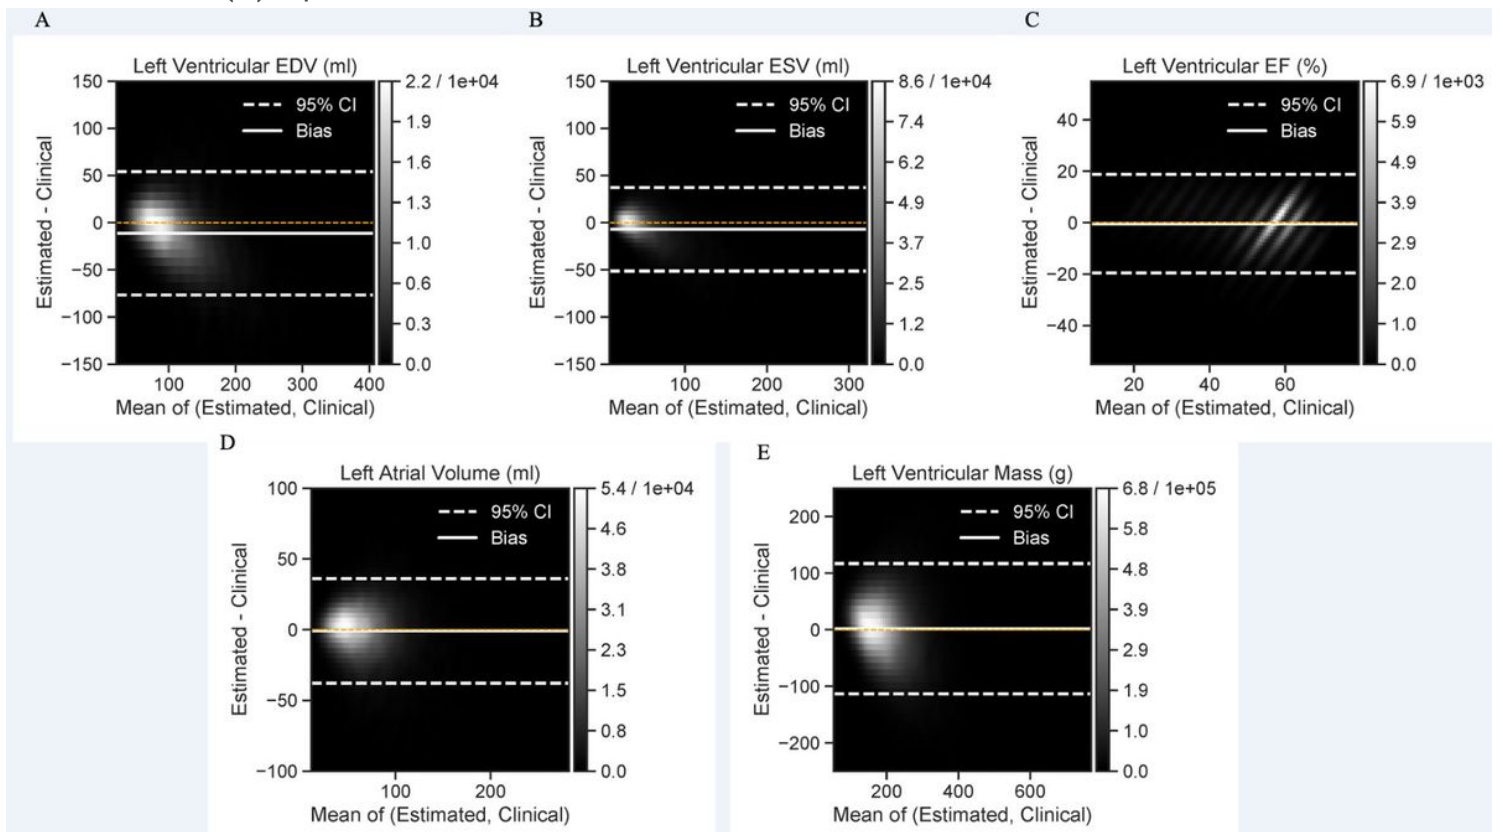 A
B
C
Left Ventricular EDV (ml)
150
100
50
0
−50
−100
−150
Estimated - Clinical
95% CI
Bias
2.2 / 1e+04
1.9
1.6
1.3
1.0
0.6
0.3
0.0
100 200 300 400
Mean of (Estimated, Clinical)
Left Ventricular ESV (ml)
150
100
50
0
−50
−100
−150
Estimated - Clinical
95% CI
Bias
8.6 / 1e+04
7.4
6.2
4.9
3.7
2.5
1.2
0.0
100 200 300
Mean of (Estimated, Clinical)
Left Ventricular EF (%)
40
20
0
−20
−40
Estimated - Clinical
95% CI
Bias
6.9 / 1e+03
5.9
4.9
3.9
2.9
2.0
1.0
0.0
20 40 60
Mean of (Estimated, Clinical)
D
E
Left Atrial Volume (ml)
100
50
0
−50
−100
Estimated - Clinical
95% CI
Bias
5.4 / 1e+04
4.6
3.8
3.1
2.3
1.5
0.8
0.0
100 200
Mean of (Estimated, Clinical)
Left Ventricular Mass (g)
200
100
0
−100
−200
Estimated - Clinical
95% CI
Bias
6.8 / 1e+05
5.8
4.8
3.9
2.9
1.9
1.0
0.0
200 400 600
Mean of (Estimated, Clinical)